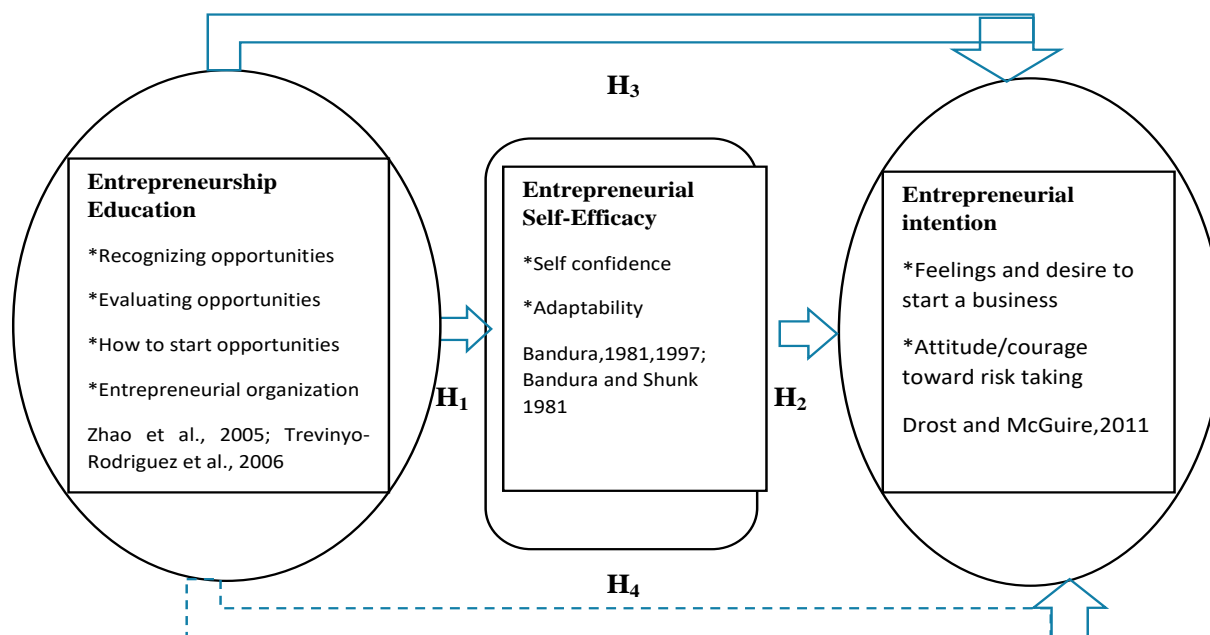 H₃
Entrepreneurship
Education
*Recognizing opportunities
*Evaluating opportunities
*How to start opportunities
*Entrepreneurial organization
Zhao et al., 2005; Trevinyo-
Rodriguez et al., 2006
H₁
Entrepreneurial
Self-Efficacy
*Self confidence
*Adaptability
Bandura,1981,1997;
Bandura and Shunk
1981
H₂
Entrepreneurial
intention
*Feelings and desire to
start a business
*Attitude/courage
toward risk taking
Drost and McGuire,2011
H₄